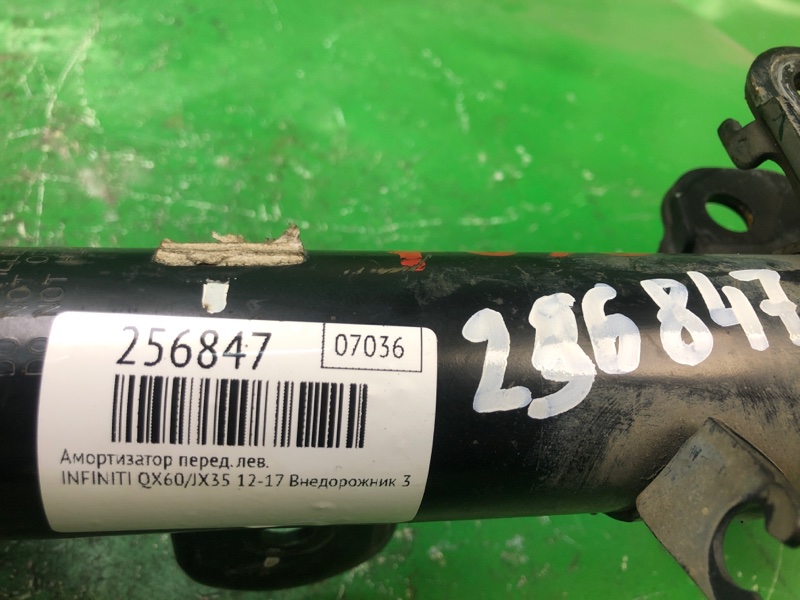 256847
07036
Амортизатор перед. лев.
INFINITI QX60/JX35 12-17 Внедорожник 3
256847